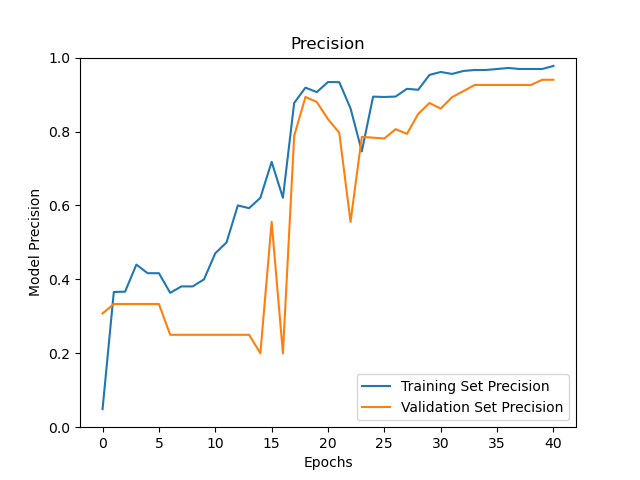 Precision
1.0
0.8
0.6
0.4
0.2
0.0
Model Precision
Training Set Precision
Validation Set Precision
0 5 10 15 20 25 30 35 40
Epochs